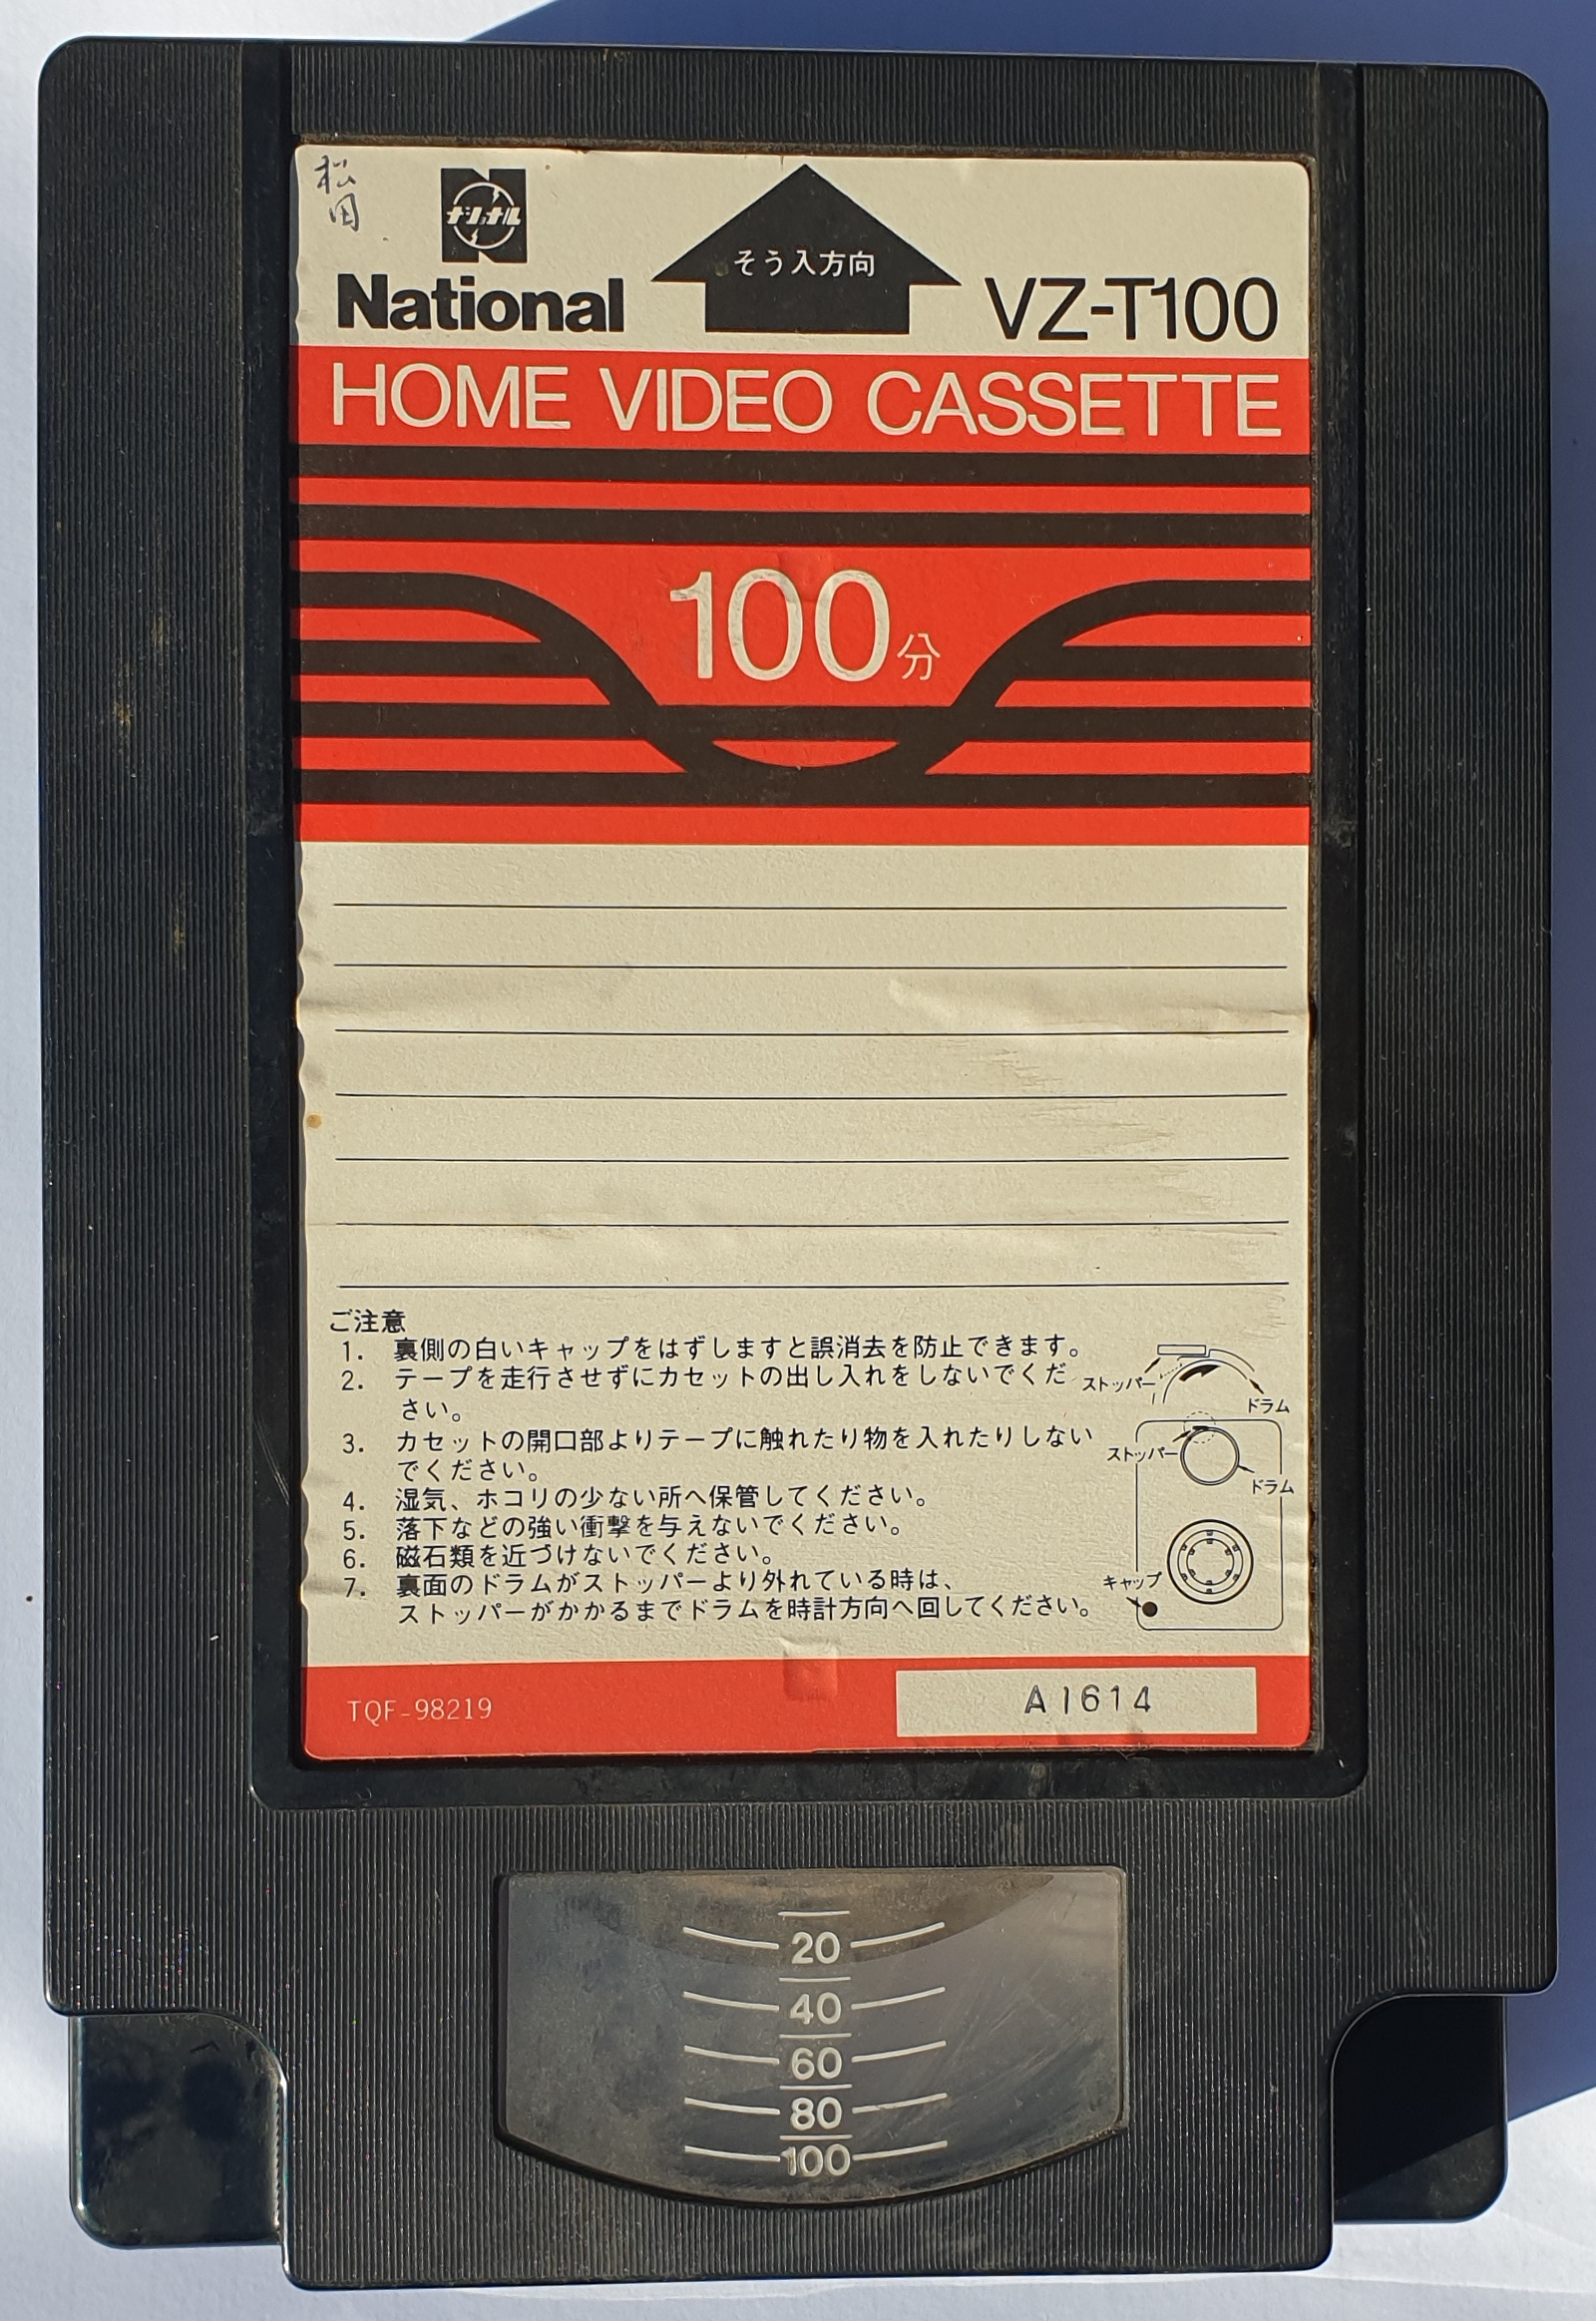 松
田
ナショナル
National
そう入方向
VZ-T100
HOME VIDEO CASSETTE
100分
ご注意
1. 裏側の白いキャップをはずしますと誤消去を防止できます。
2. テープを走行させずにカセットの出し入れをしないでくだ
さい。
3. カセットの開口部よりテープに触れたり物を入れたりしない
でください。
4. 湿気、ホコリの少ない所へ保管してください。
5. 落下などの強い衝撃を与えないでください。
6. 磁石類を近づけないでください。
7. 裏面のドラムがストッパーより外れている時は、
ストッパーがかかるまでドラムを時計方向へ回してください。
ストッパー
ドラム
ストッパー
ドラム
キャップ
TQF-98219
A1614
20
40
60
80
100